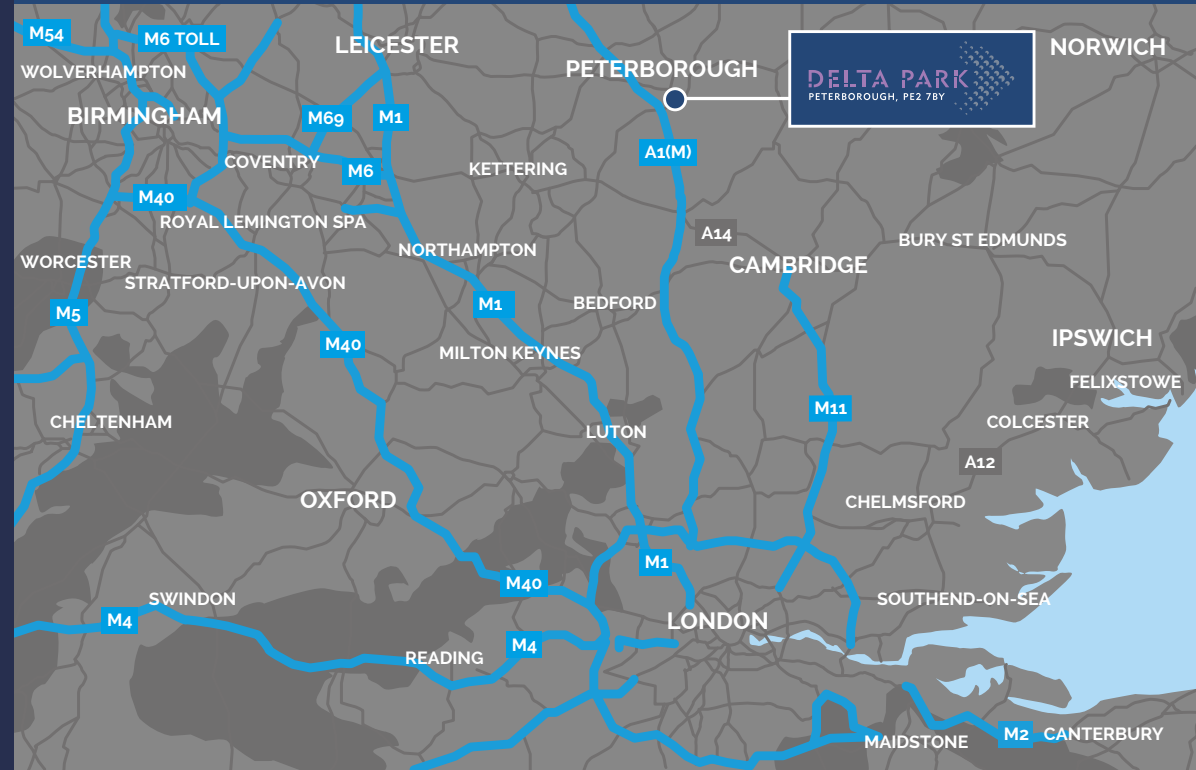 M54
M6 TOLL
LEICESTER
NORWICH
WOLVERHAMPTON
PETERBOROUGH
DELTA PARK
PETERBOROUGH, PE2 7BY
BIRMINGHAM
M69
M1
A1(M)
COVENTRY
M6
KETTERING
M40
ROYAL LEMINGTON SPA
A14
BURY ST EDMUNDS
NORTHAMPTON
WORCESTER
CAMBRIDGE
STRATFORD-UPON-AVON
M5
M1
BEDFORD
M40
MILTON KEYNES
IPSWICH
FELIXSTOWE
M11
CHELTENHAM
LUTON
COLCESTER
A12
OXFORD
CHELMSFORD
M1
M40
SWINDON
SOUTHEND-ON-SEA
M4
LONDON
M4
READING
M2
CANTERBURY
MAIDSTONE